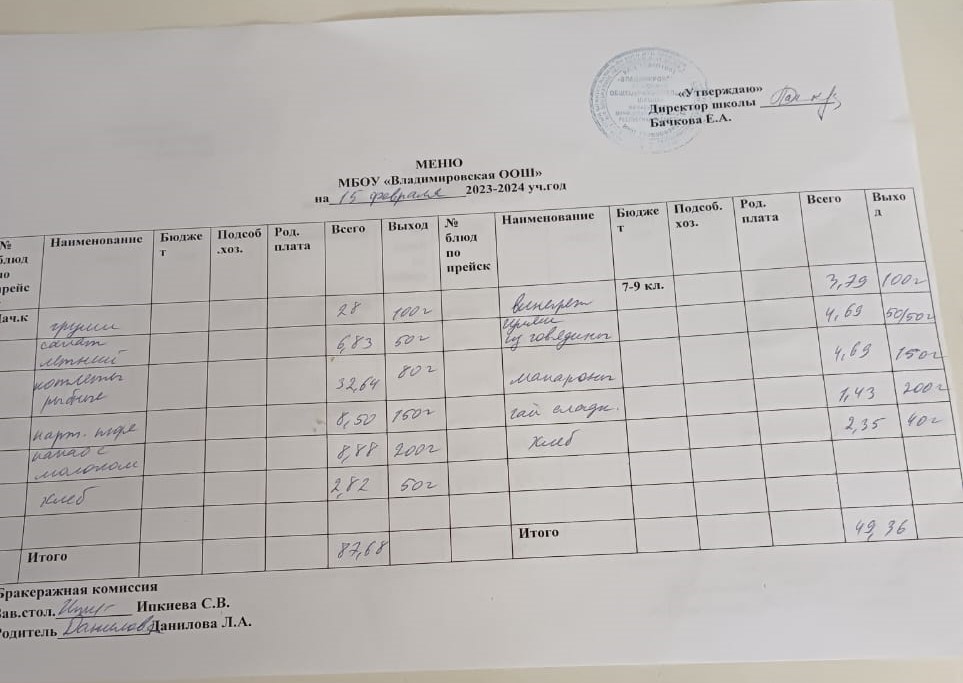 «Утверждаю»
Директор школы
Бачкова Е.А.
МЕНЮ
МБОУ «Владимировская ООШ»
на 15 февраля 2023-2024 уч.год
№ блюд по прейс Наименование Бюджет Подсоб.хоз. Род. плата Всего Выход № блюд по прейск Наименование Бюджет Подсоб. хоз. Род. плата Всего Выход
нач.к груши 28 100г винегрет 7-9 кл. 3,79 100г
салат летний 6,83 50г из говядины 4,69 50/50г
котлеты рыбные 32,64 80г макароны 4,69 150г
карт. пюре 8,50 150г чай сладк. 1,43 200г
какао с молоком 8,88 200г хлеб 2,35 40г
хлеб 2,82 50г
Итого 87,68 Итого 49,36
Бракеражная комиссия
Зав.стол. Ипкиева С.В.
Родитель Данилова Данилова Л.А.